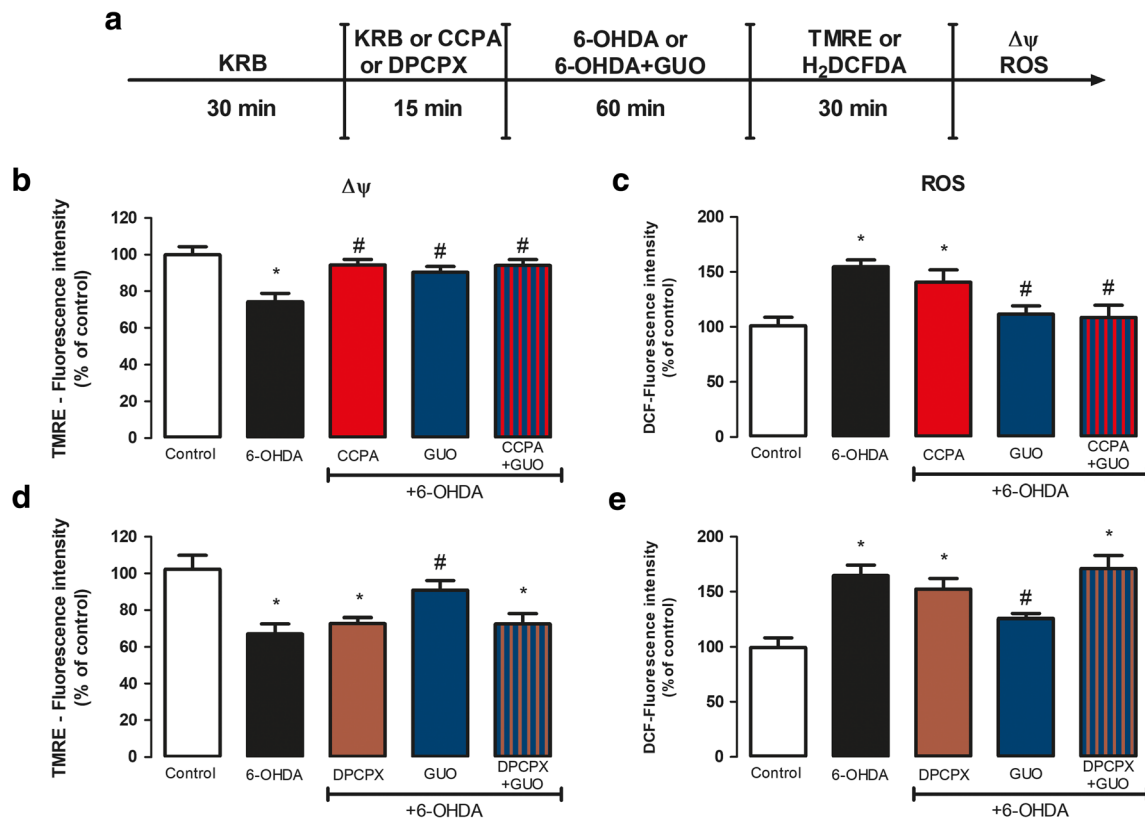 a
KRB
KRB or CCPA
or DPCPX
6-OHDA or
6-OHDA+GUO
TMRE or
H₂DCFDA
Δψ
ROS
30 min
15 min
60 min
30 min
b
Δψ
TMRE - Fluorescence intensity
(% of control)
120
100
80
60
40
20
0
*
#
#
#
Control
6-OHDA
CCPA
GUO
CCPA
+GUO
+6-OHDA
c
ROS
DCF-Fluorescence intensity
(%of control)
200
150
100
50
0
*
*
#
#
Control
6-OHDA
CCPA
GUO
CCPA
+GUO
+6-OHDA
d
TMRE - Fluorescence intensity
(% of control)
120
100
80
60
40
20
0
*
*
#
*
Control
6-OHDA
DPCPX
GUO
DPCPX
+GUO
+6-OHDA
e
DCF-Fluorescence intensity
(%of control)
200
150
100
50
0
*
*
#
*
Control
6-OHDA
DPCPX
GUO
DPCPX
+GUO
+6-OHDA